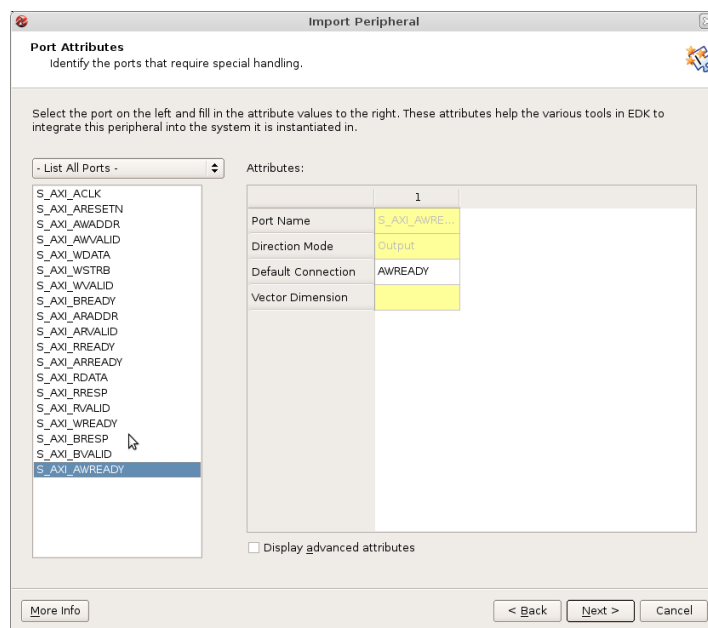 Import Peripheral
Port Attributes
Identify the ports that require special handling.
Select the port on the left and fill in the attribute values to the right. These attributes help the various tools in EDK to
integrate this peripheral into the system it is instantiated in.
- List All Ports -
Attributes:
S_AXI_ACLK
S_AXI_ARESETN
S_AXI_AWADDR
S_AXI_AWVALID
S_AXI_WDATA
S_AXI_WSTRB
S_AXI_WVALID
S_AXI_BREADY
S_AXI_ARADDR
S_AXI_ARVALID
S_AXI_RREADY
S_AXI_ARREADY
S_AXI_RDATA
S_AXI_RRESP
S_AXI_RVALID
S_AXI_WREADY
S_AXI_BRESP
S_AXI_BVALID
S_AXI_AWREADY
1
Port Name S_AXI_AWRE...
Direction Mode Output
Default Connection AWREADY
Vector Dimension
Display advanced attributes
More Info
< Back Next > Cancel